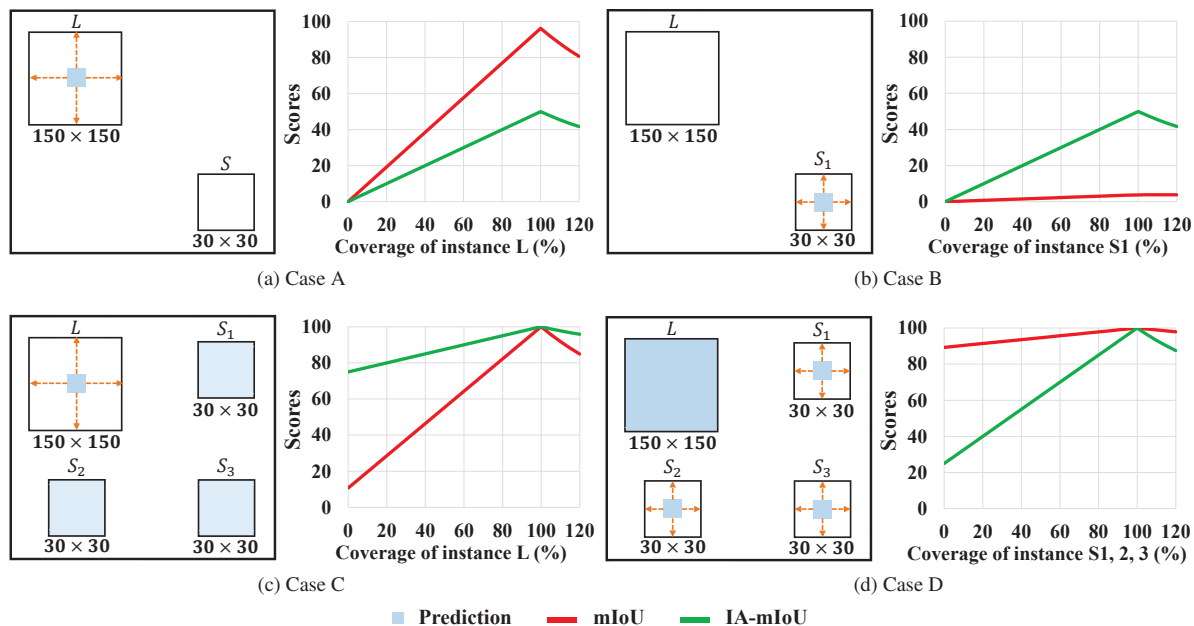 L
150 × 150
S
30 × 30
Scores
100
80
60
40
20
0
0 20 40 60 80 100 120
Coverage of instance L (%)
(a) Case A
L
150 × 150
S₁
30 × 30
Scores
100
80
60
40
20
0
0 20 40 60 80 100 120
Coverage of instance S1 (%)
(b) Case B
L
150 × 150
S₁
30 × 30
S₂
30 × 30
S₃
30 × 30
Scores
100
80
60
40
20
0
0 20 40 60 80 100 120
Coverage of instance L (%)
(c) Case C
L
150 × 150
S₁
30 × 30
S₂
30 × 30
S₃
30 × 30
Scores
100
80
60
40
20
0
0 20 40 60 80 100 120
Coverage of instance S1, 2, 3 (%)
(d) Case D
Prediction mIoU IA-mIoU